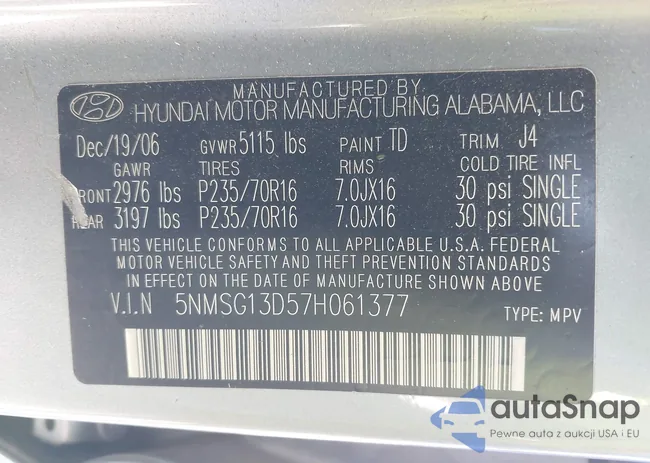 MANUFACTURED BY
HYUNDAI MOTOR MANUFACTURING ALABAMA, LLC
Dec/19/06 GVWR 5115 lbs PAINT TD TRIM J4
GAWR TIRES RIMS COLD TIRE INFL
FRONT 2976 lbs P235/70R16 7.0JX16 30 psi SINGLE
REAR 3197 lbs P235/70R16 7.0JX16 30 psi SINGLE
THIS VEHICLE CONFORMS TO ALL APPLICABLE U.S.A. FEDERAL
MOTOR VEHICLE SAFETY AND THEFT PREVENTION STANDARDS
IN EFFECT ON THE DATE OF MANUFACTURE SHOWN ABOVE
V.I.N 5NMSG13D57H061377 TYPE: MPV
autaSnap
Pewne auta z aukcji USA i EU